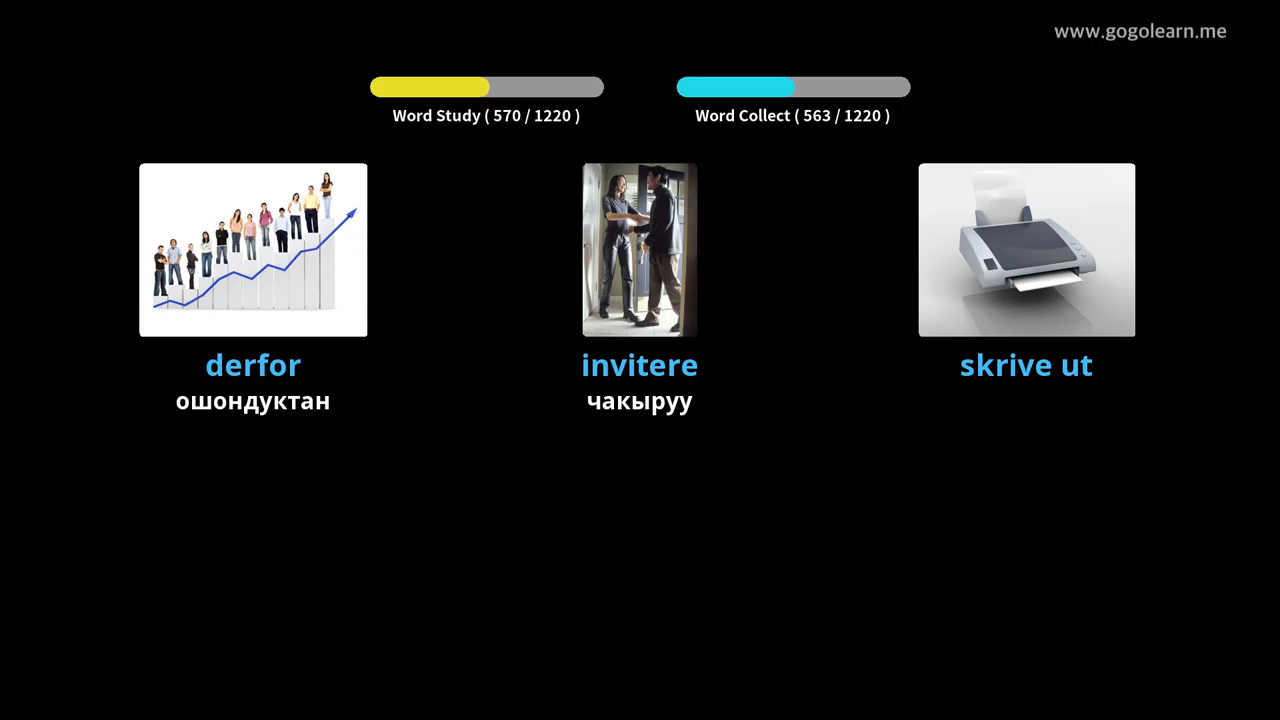 www.gogolearn.me
Word Study ( 570 / 1220 )
Word Collect ( 563 / 1220 )
derfor
invitere
skrive ut
ошондуктан
чакыруу